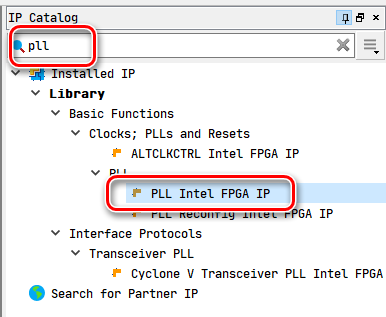 IP Catalog
pll
Installed IP
Library
Basic Functions
Clocks; PLLs and Resets
ALTCLKCTRL Intel FPGA IP
PLL
PLL Intel FPGA IP
PLL Reconfig Intel FPGA IP
Interface Protocols
Transceiver PLL
Cyclone V Transceiver PLL Intel FPGA
Search for Partner IP